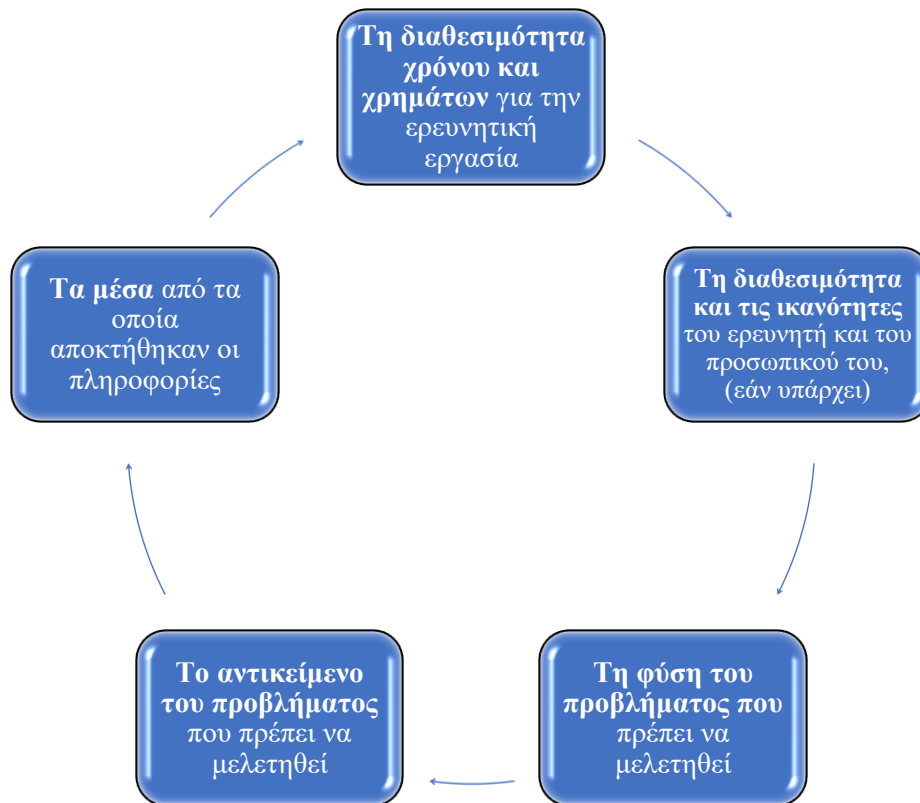 Τη διαθεσιμότητα
χρόνου και
χρημάτων για την
ερευνητική
εργασία
Τη διαθεσιμότητα
και τις ικανότητες
του ερευνητή και του
προσωπικού του,
(εάν υπάρχει)
Τη φύση του
προβλήματος που
πρέπει να
μελετηθεί
Το αντικείμενο
του προβλήματος
που πρέπει να
μελετηθεί
Τα μέσα από τα
οποία
αποκτήθηκαν οι
πληροφορίες